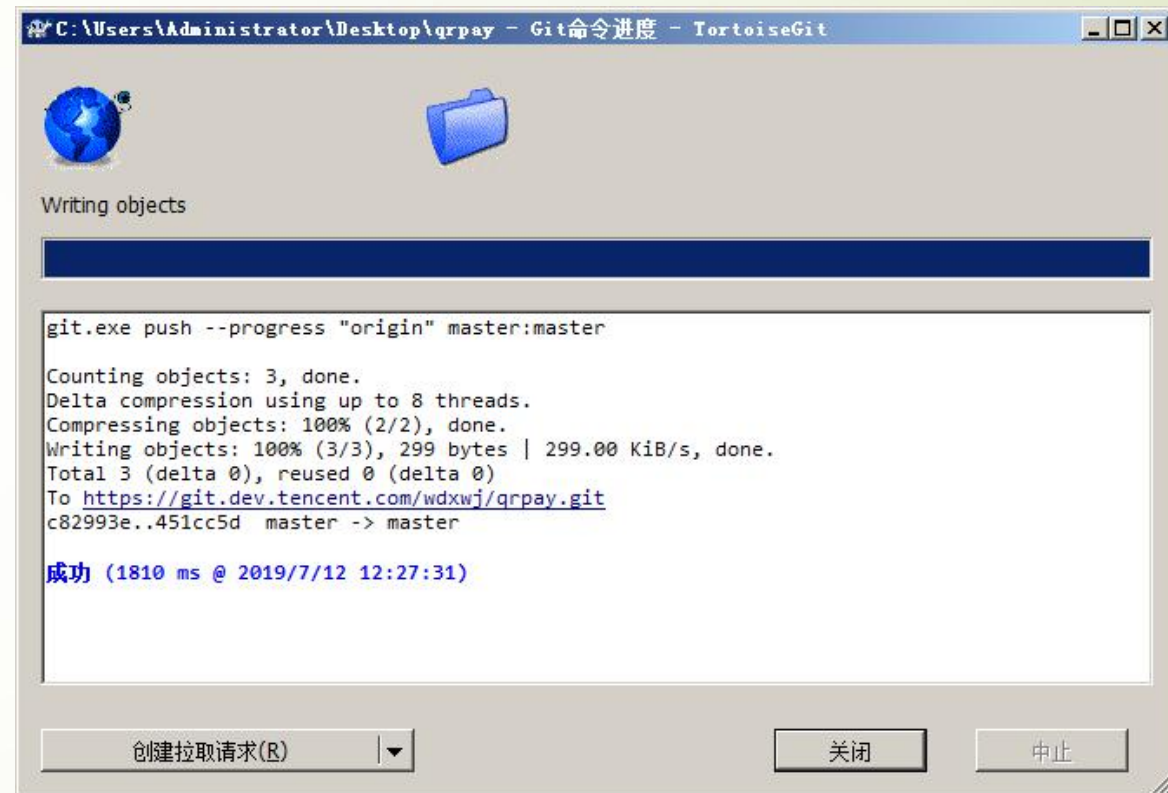 C:\Users\Administrator\Desktop\qrpay - Git命令进度 - TortoiseGit
Writing objects
git.exe push --progress "origin" master:master
Counting objects: 3, done.
Delta compression using up to 8 threads.
Compressing objects: 100% (2/2), done.
Writing objects: 100% (3/3), 299 bytes | 299.00 KiB/s, done.
Total 3 (delta 0), reused 0 (delta 0)
To https://git.dev.tencent.com/wdxwj/qrpay.git
c82993e..451cc5d  master -> master
成功 (1810 ms @ 2019/7/12 12:27:31)
创建拉取请求(R)
关闭
中止